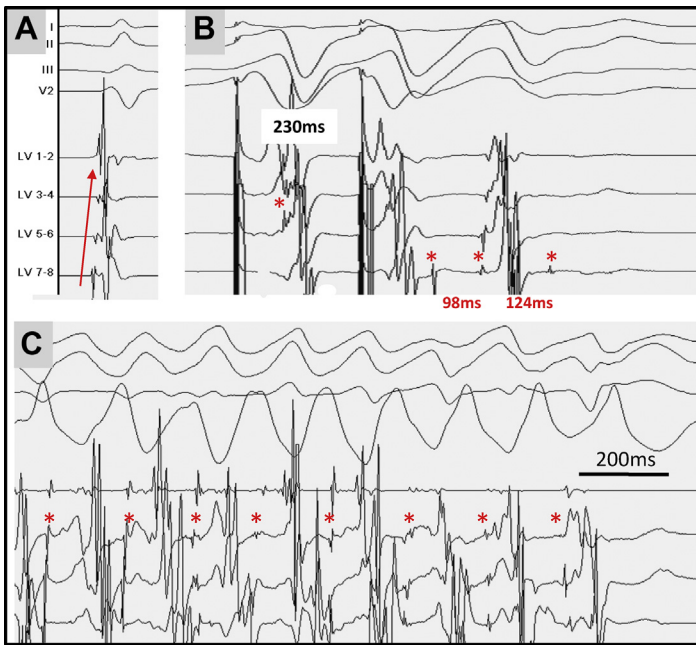 A
I
II
III
V2
LV 1-2
LV 3-4
LV 5-6
LV 7-8
B
230ms
*
* * *
98ms 124ms
C
200ms
* * * * * * * *